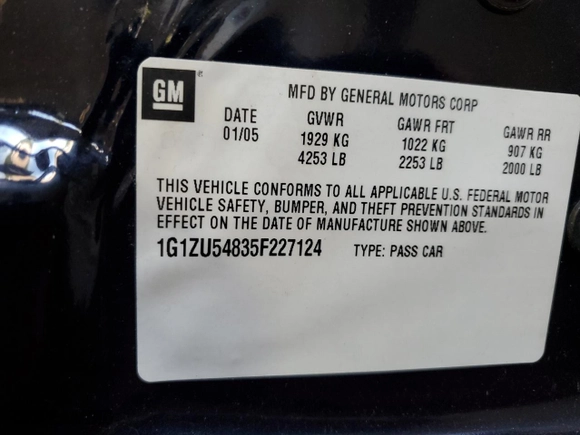 GM®
MFD BY GENERAL MOTORS CORP
DATE GVWR GAWR FRT GAWR RR
01/05 1929 KG 1022 KG 907 KG
4253 LB 2253 LB 2000 LB
THIS VEHICLE CONFORMS TO ALL APPLICABLE U.S. FEDERAL MOTOR
VEHICLE SAFETY, BUMPER, AND THEFT PREVENTION STANDARDS IN
EFFECT ON THE DATE OF MANUFACTURE SHOWN ABOVE.
1G1ZU54835F227124 TYPE: PASS CAR